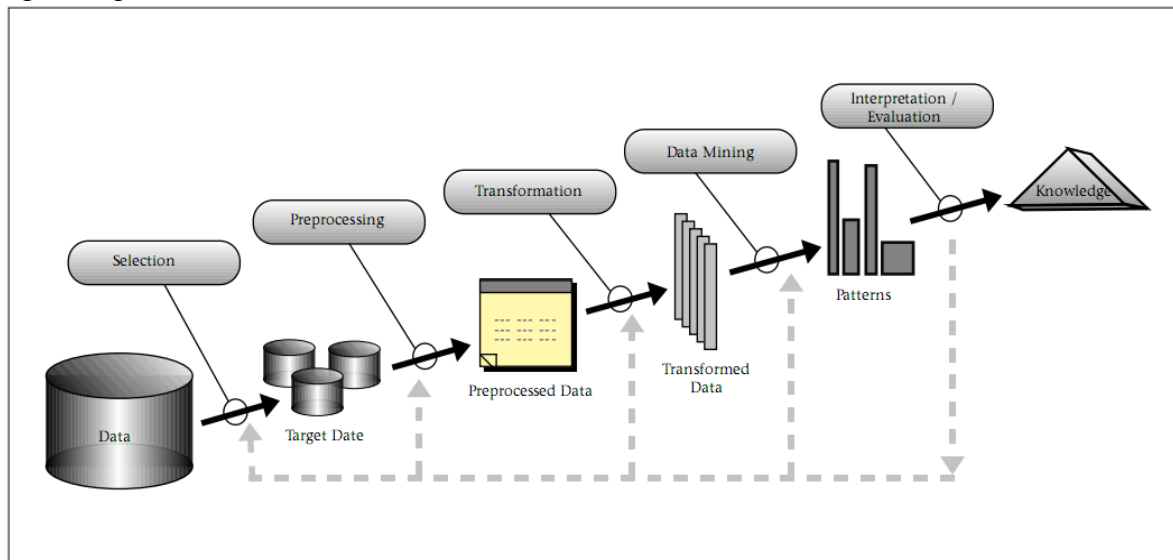 Interpretation /
Evaluation
Data Mining
Knowledge
Transformation
Preprocessing
Selection
Patterns
Transformed
Data
Preprocessed Data
Target Date
Data